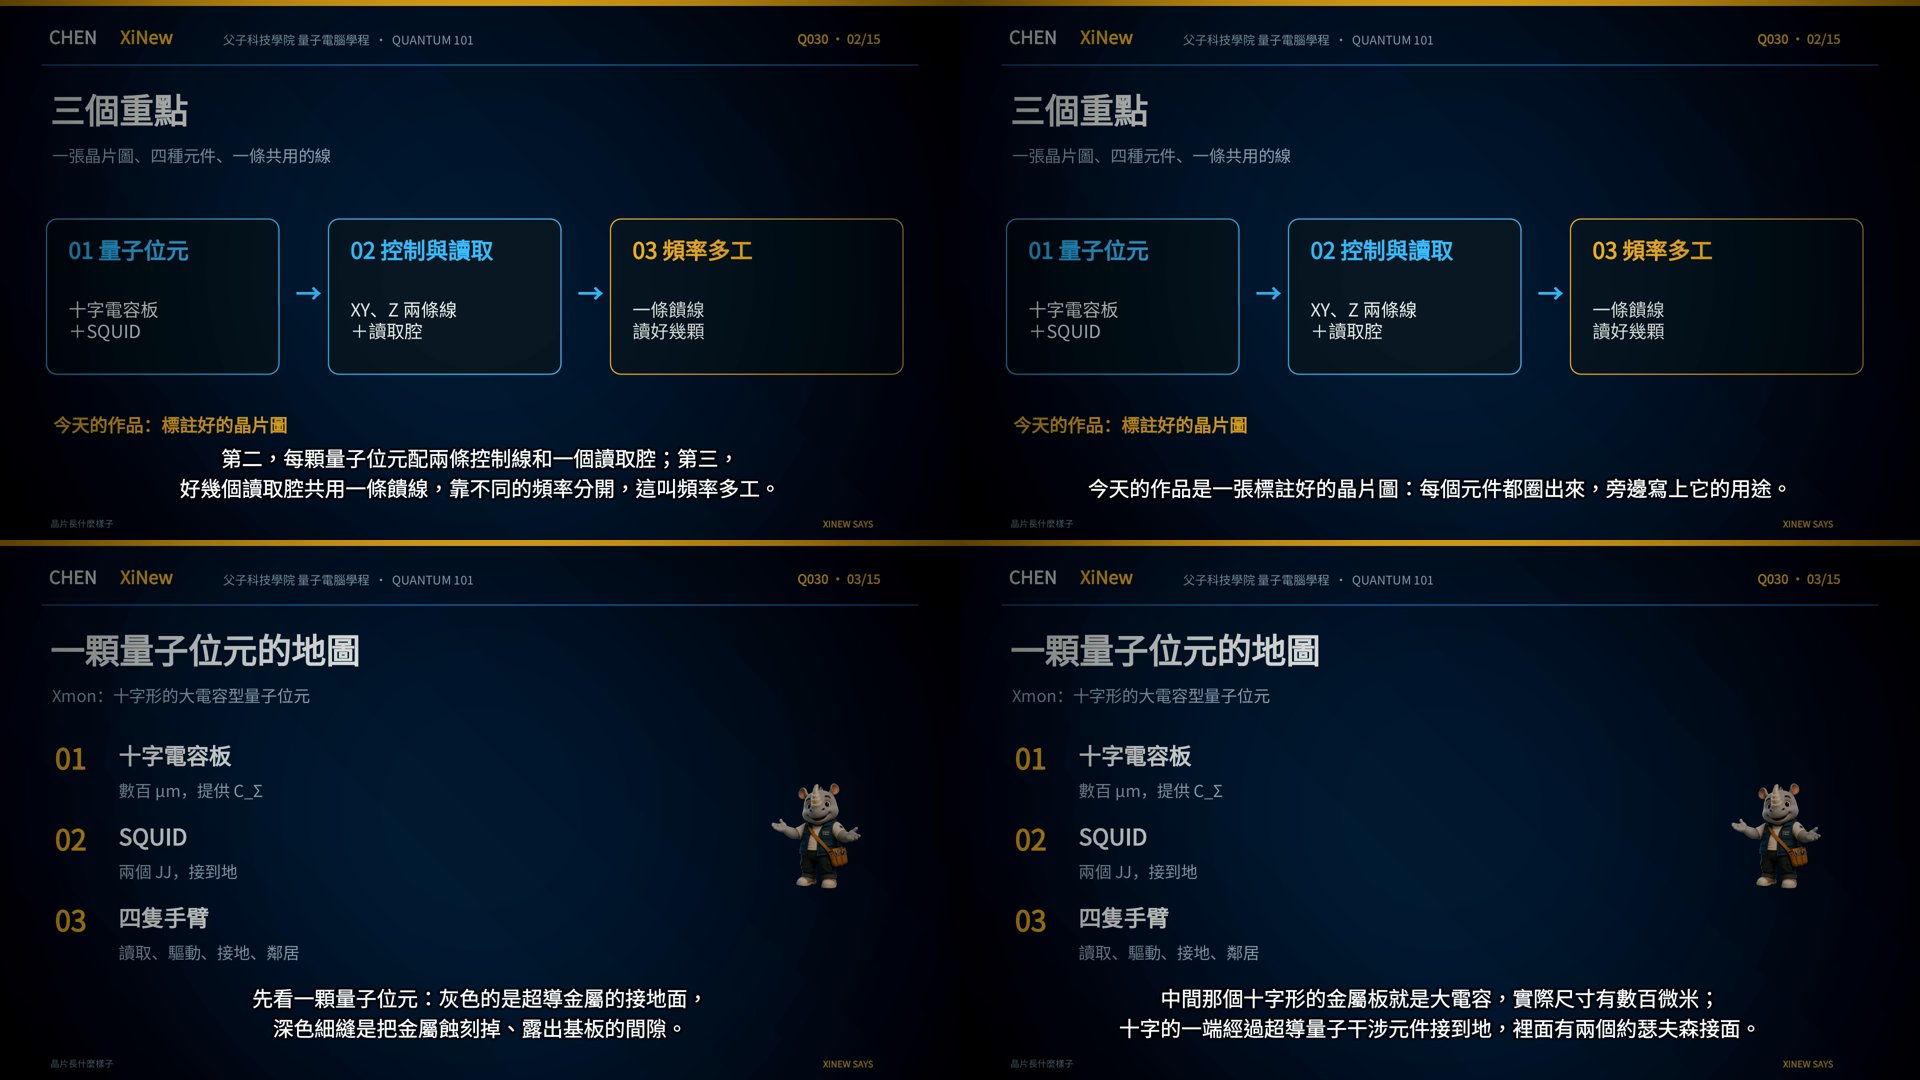 CHEN XiNew 父子科技學院 量子電腦學程 · QUANTUM 101 Q030 · 02/15
三個重點
一張晶片圖、四種元件、一條共用的線
01 量子位元
十字電容板
＋SQUID
→
02 控制與讀取
XY、Z 兩條線
＋讀取腔
→
03 頻率多工
一條饋線
讀好幾顆
今天的作品：標註好的晶片圖
第二，每顆量子位元配兩條控制線和一個讀取腔；第三，
好幾個讀取腔共用一條饋線，靠不同的頻率分開，這叫頻率多工。
晶片長什麼樣子 XINEW SAYS
CHEN XiNew 父子科技學院 量子電腦學程 · QUANTUM 101 Q030 · 02/15
三個重點
一張晶片圖、四種元件、一條共用的線
01 量子位元
十字電容板
＋SQUID
→
02 控制與讀取
XY、Z 兩條線
＋讀取腔
→
03 頻率多工
一條饋線
讀好幾顆
今天的作品：標註好的晶片圖
今天的作品是一張標註好的晶片圖：每個元件都圈出來，旁邊寫上它的用途。
晶片長什麼樣子 XINEW SAYS
CHEN XiNew 父子科技學院 量子電腦學程 · QUANTUM 101 Q030 · 03/15
一顆量子位元的地圖
Xmon：十字形的大電容型量子位元
01 十字電容板
數百 μm，提供 C_Σ
02 SQUID
兩個 JJ，接到地
03 四隻手臂
讀取、驅動、接地、鄰居
先看一顆量子位元：灰色的是超導金屬的接地面，
深色細縫是把金屬蝕刻掉、露出基板的間隙。
晶片長什麼樣子 XINEW SAYS
CHEN XiNew 父子科技學院 量子電腦學程 · QUANTUM 101 Q030 · 03/15
一顆量子位元的地圖
Xmon：十字形的大電容型量子位元
01 十字電容板
數百 μm，提供 C_Σ
02 SQUID
兩個 JJ，接到地
03 四隻手臂
讀取、驅動、接地、鄰居
中間那個十字形的金屬板就是大電容，實際尺寸有數百微米；
十字的一端經過超導量子干涉元件接到地，裡面有兩個約瑟夫森接面。
晶片長什麼樣子 XINEW SAYS